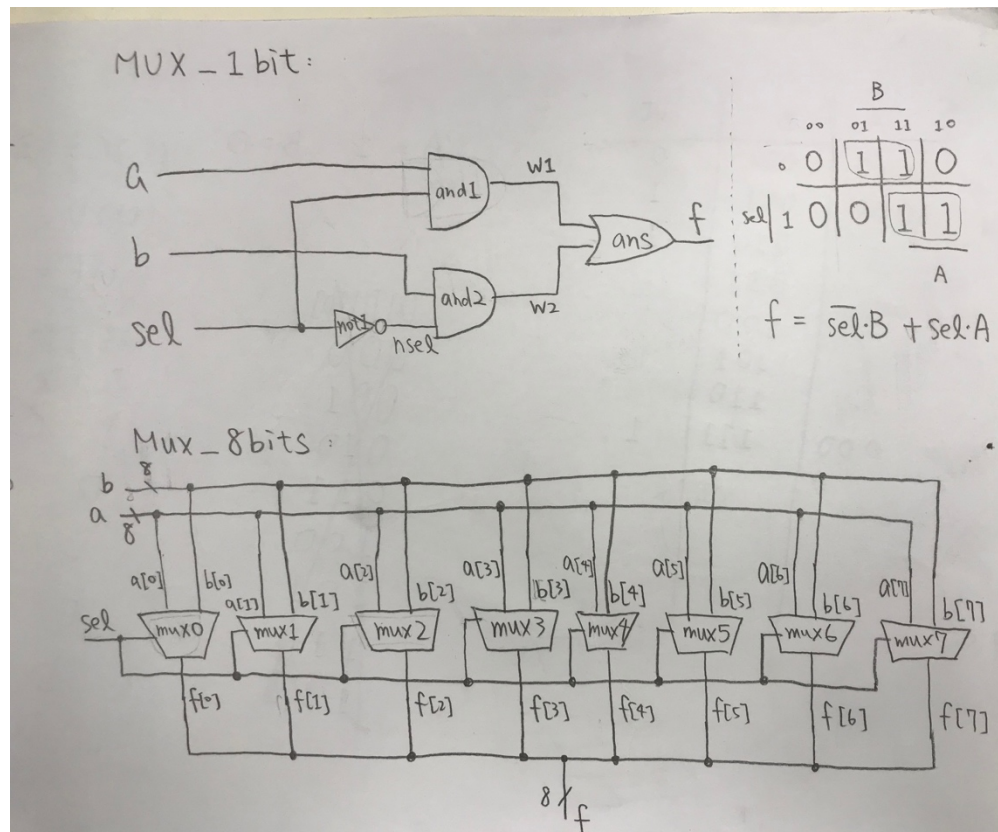 MUX_1bit:
B
00 01 11 10
0 0 1 1 0
sel 1 0 0 1 1
A
a
b
sel
and1
w1
and2
w2
not1
nsel
ans
f
f = s̅e̅l̅·B + sel·A
Mux_8bits:
b 8
a 8
a[0] b[0] a[1] b[1] a[2] b[2] a[3] b[3] a[4] b[4] a[5] b[5] a[6] b[6] a[7] b[7]
sel mux0 mux1 mux2 mux3 mux4 mux5 mux6 mux7
f[0] f[1] f[2] f[3] f[4] f[5] f[6] f[7]
8 f